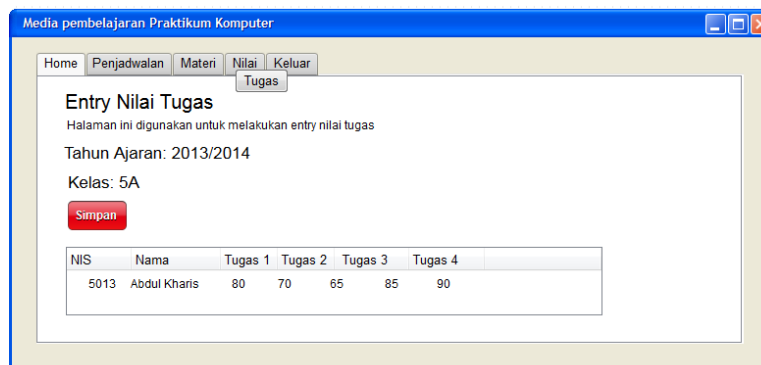 Media pembelajaran Praktikum Komputer
Home Penjadwalan Materi Nilai Keluar
Tugas
Entry Nilai Tugas
Halaman ini digunakan untuk melakukan entry nilai tugas
Tahun Ajaran: 2013/2014
Kelas: 5A
Simpan
NIS Nama Tugas 1 Tugas 2 Tugas 3 Tugas 4
5013 Abdul Kharis 80 70 65 85 90